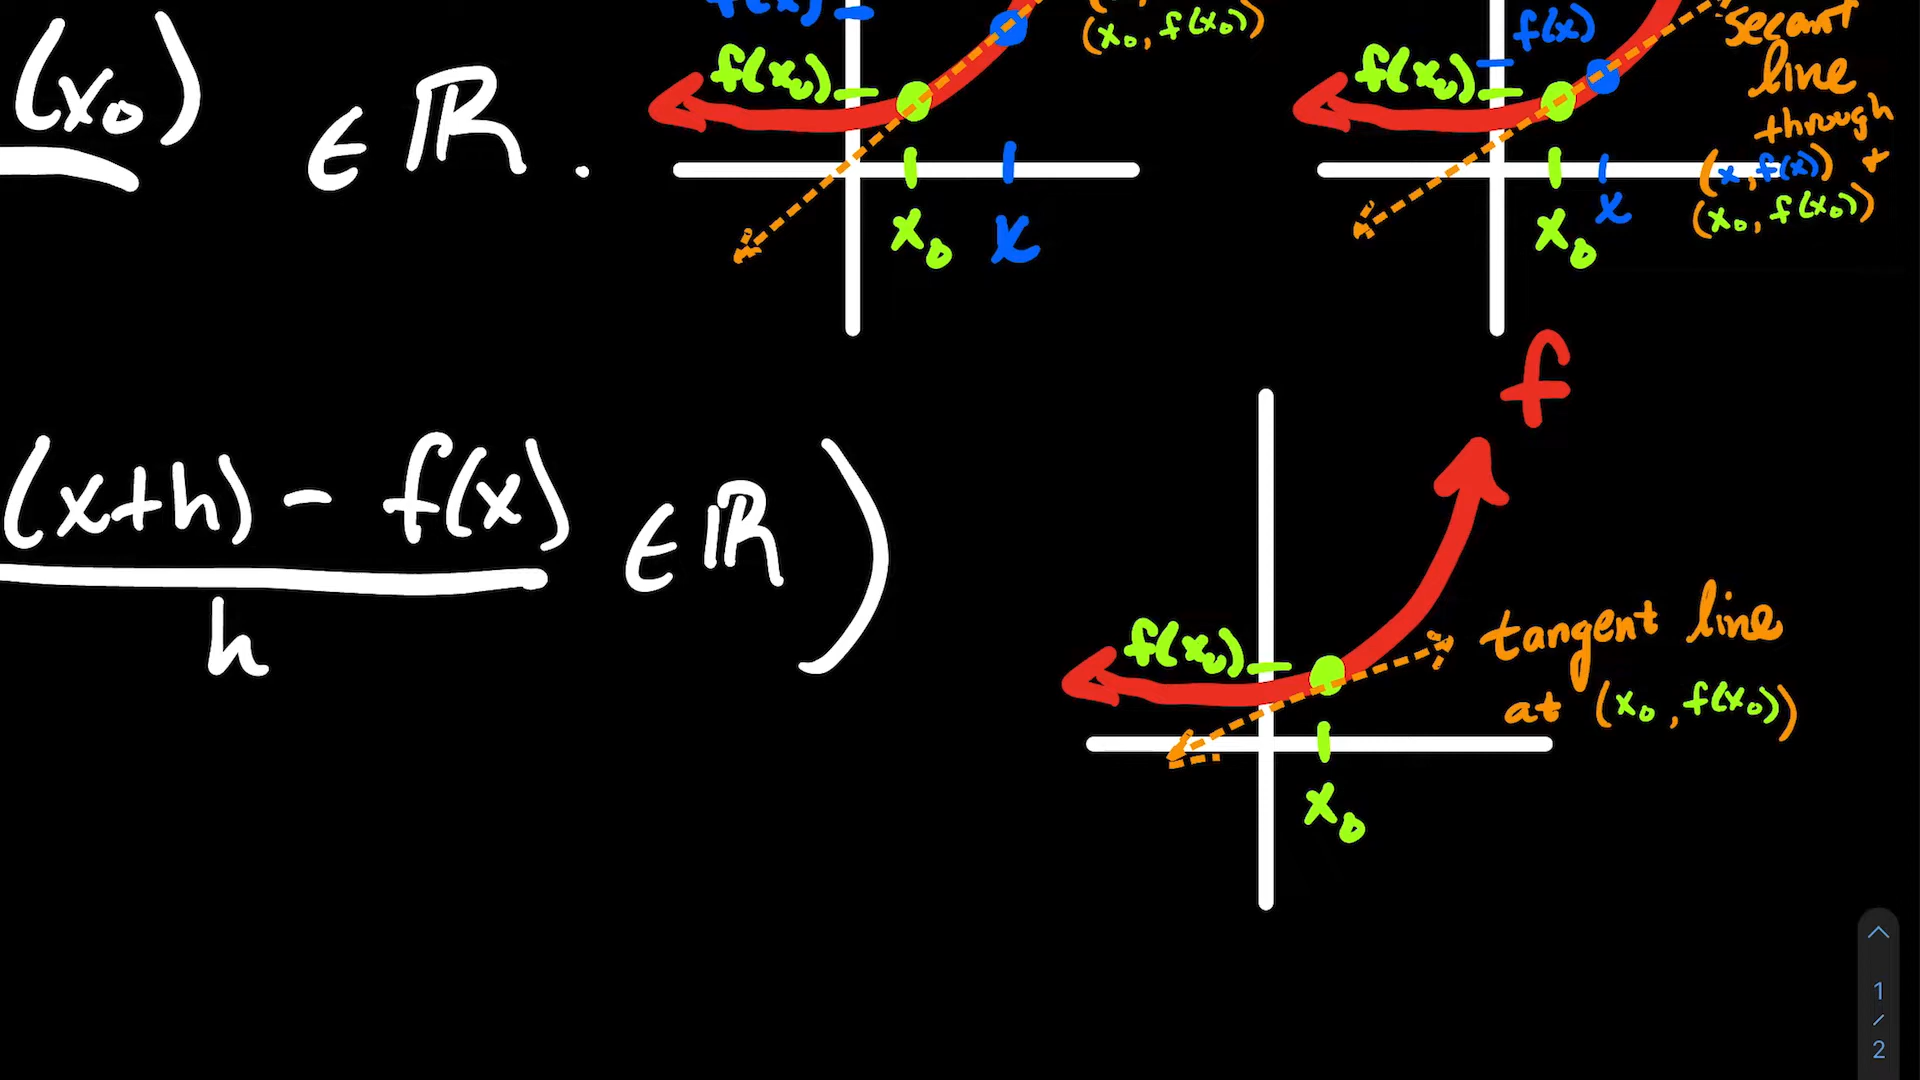 (x₀) ∈ ℝ .
f(x₀)
(x₀, f(x₀))
x₀ x
f(x)
f(x₀)
secant
line
through
(x, f(x)) +
(x₀, f(x₀))
x₀ x
f
(x+h) - f(x) ∈ ℝ )
h
f(x₀)
tangent line
at (x₀, f(x₀))
x₀
1
/
2